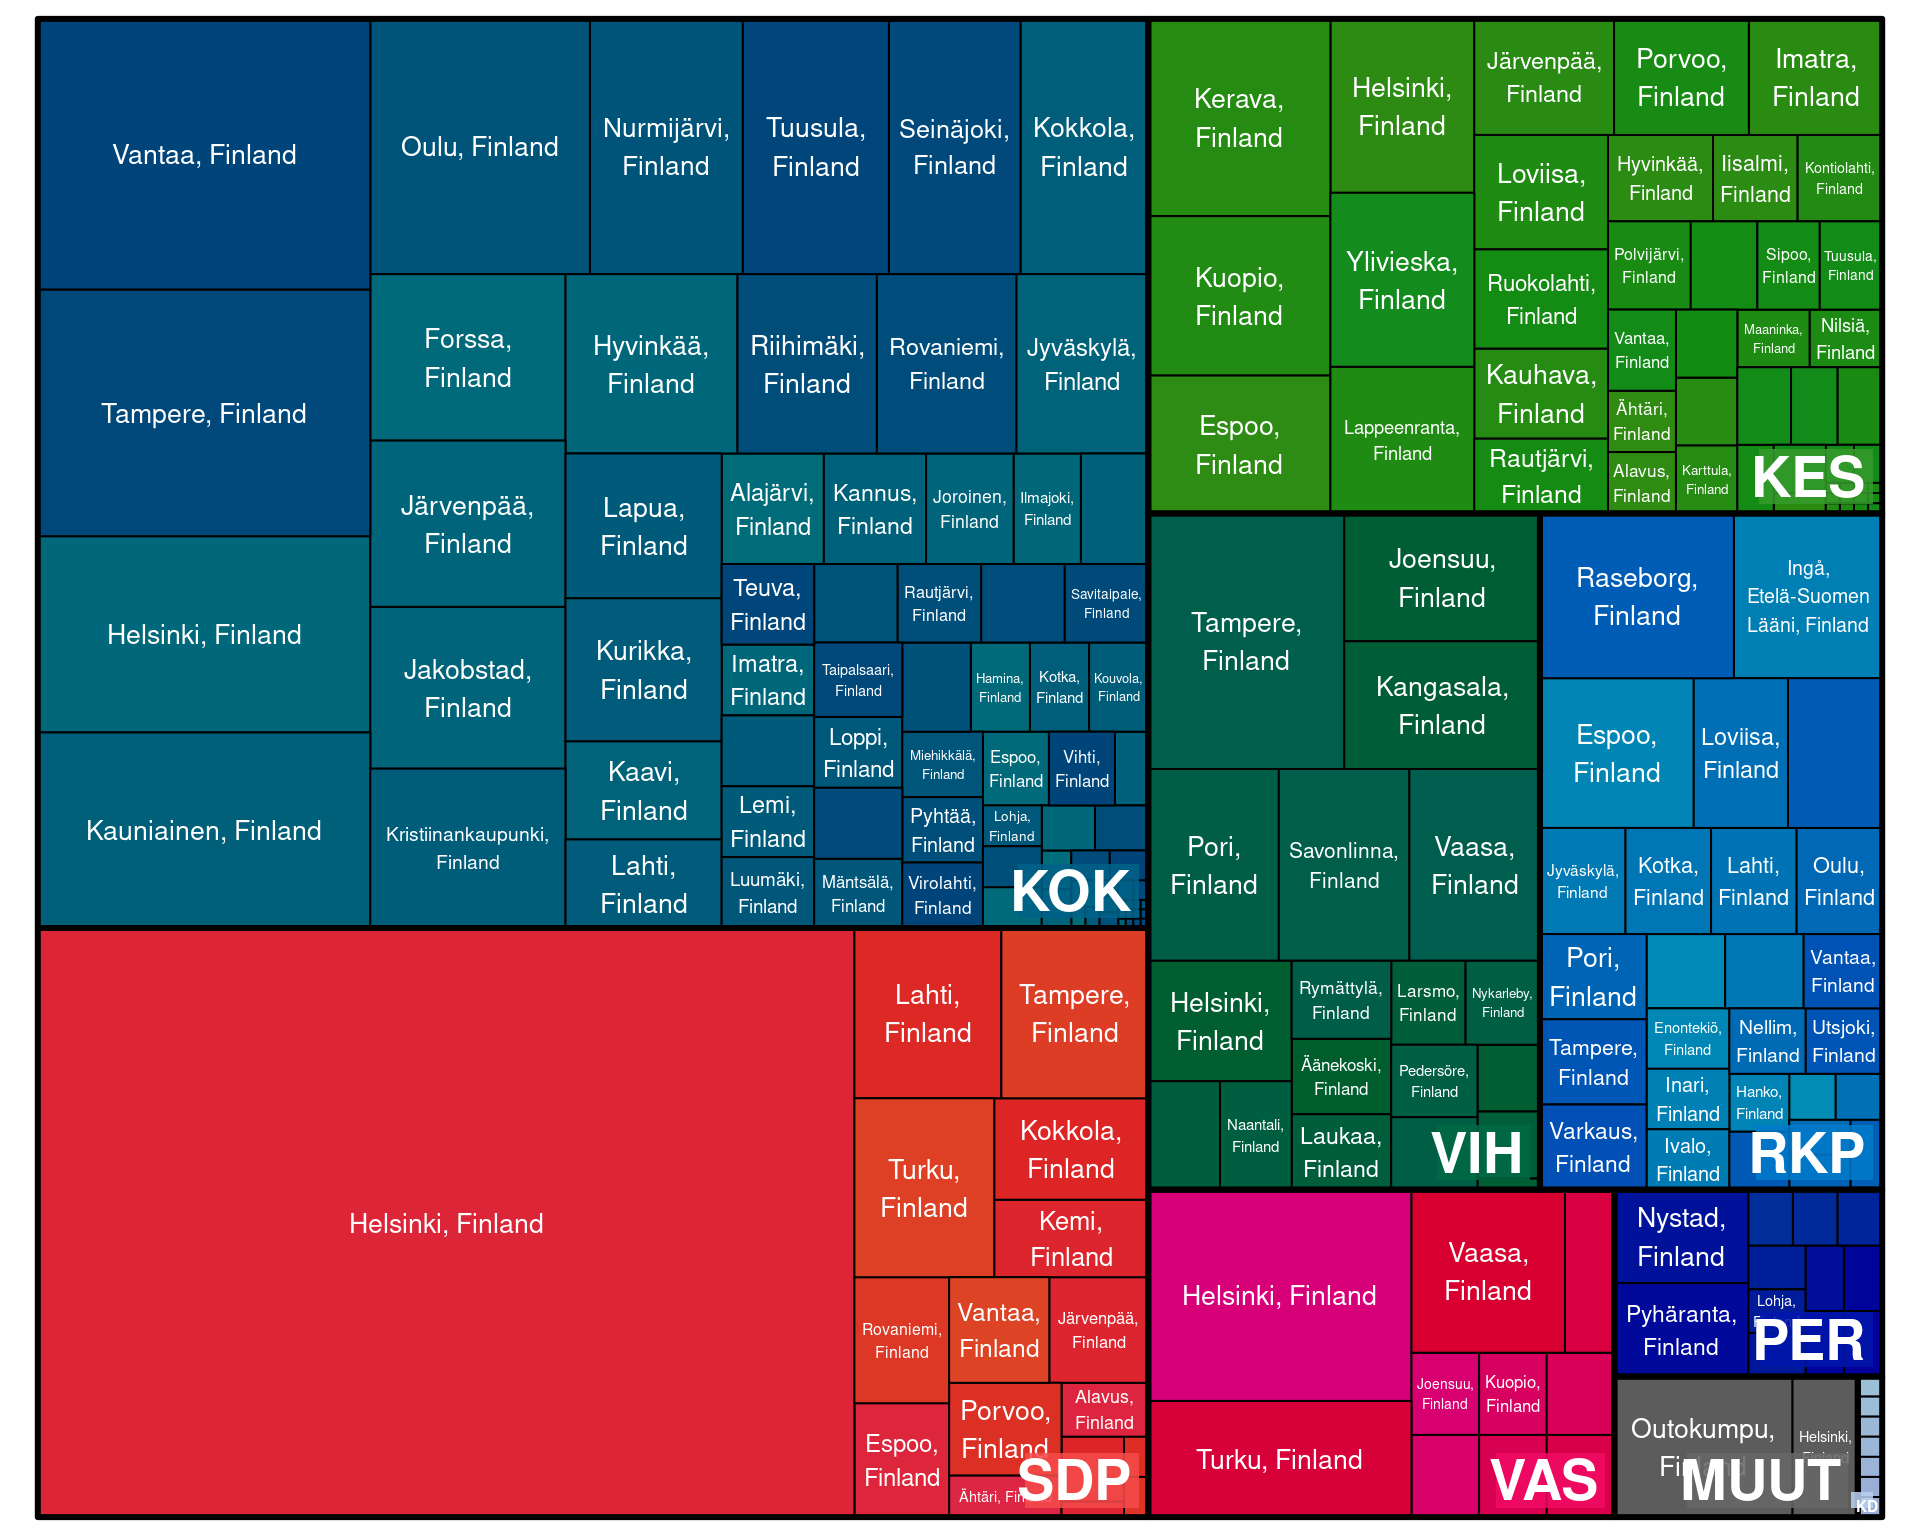 Vantaa, Finland
Tampere, Finland
Helsinki, Finland
Kauniainen, Finland
Oulu, Finland
Nurmijärvi,
Finland
Tuusula,
Finland
Seinäjoki,
Finland
Kokkola,
Finland
Forssa,
Finland
Hyvinkää,
Finland
Riihimäki,
Finland
Rovaniemi,
Finland
Jyväskylä,
Finland
Järvenpää,
Finland
Jakobstad,
Finland
Kristiinankaupunki,
Finland
Lapua,
Finland
Kurikka,
Finland
Kaavi,
Finland
Lahti,
Finland
Alajärvi,
Finland
Kannus,
Finland
Joroinen,
Finland
Ilmajoki,
Finland
Teuva,
Finland
Rautjärvi,
Finland
Savitaipale,
Finland
Imatra,
Finland
Taipalsaari,
Finland
Hamina,
Finland
Kotka,
Finland
Kouvola,
Finland
Loppi,
Finland
Miehikkälä,
Finland
Espoo,
Finland
Vihti,
Finland
Lemi,
Finland
Pyhtää,
Finland
Lohja,
Finland
Luumäki,
Finland
Mäntsälä,
Finland
Virolahti,
Finland
KOK
Helsinki, Finland
Lahti,
Finland
Tampere,
Finland
Turku,
Finland
Kokkola,
Finland
Kemi,
Finland
Rovaniemi,
Finland
Vantaa,
Finland
Järvenpää,
Finland
Espoo,
Finland
Porvoo,
Finland
Alavus,
Finland
Ähtäri, Fin
SDP
Kerava,
Finland
Kuopio,
Finland
Espoo,
Finland
Helsinki,
Finland
Ylivieska,
Finland
Lappeenranta,
Finland
Järvenpää,
Finland
Porvoo,
Finland
Imatra,
Finland
Loviisa,
Finland
Ruokolahti,
Finland
Kauhava,
Finland
Rautjärvi,
Finland
Hyvinkää,
Finland
Iisalmi,
Finland
Kontiolahti,
Finland
Polvijärvi,
Finland
Sipoo,
Finland
Tuusula,
Finland
Vantaa,
Finland
Maaninka,
Finland
Nilsiä,
Finland
Ähtäri,
Finland
Alavus,
Finland
Karttula,
Finland
KES
Tampere,
Finland
Joensuu,
Finland
Kangasala,
Finland
Pori,
Finland
Savonlinna,
Finland
Vaasa,
Finland
Helsinki,
Finland
Naantali,
Finland
Rymättylä,
Finland
Larsmo,
Finland
Nykarleby,
Finland
Äänekoski,
Finland
Pedersöre,
Finland
Laukaa,
Finland
VIH
Raseborg,
Finland
Ingå,
Etelä-Suomen
Lääni, Finland
Espoo,
Finland
Loviisa,
Finland
Jyväskylä,
Finland
Kotka,
Finland
Lahti,
Finland
Oulu,
Finland
Pori,
Finland
Tampere,
Finland
Varkaus,
Finland
Vantaa,
Finland
Enontekiö,
Finland
Nellim,
Finland
Utsjoki,
Finland
Inari,
Finland
Hanko,
Finland
Ivalo,
Finland
RKP
Helsinki, Finland
Turku, Finland
Vaasa,
Finland
Joensuu,
Finland
Kuopio,
Finland
VAS
Nystad,
Finland
Pyhäranta,
Finland
Lohja,
PER
Outokumpu,
Finland
Helsinki,
Finland
MUUT
KD